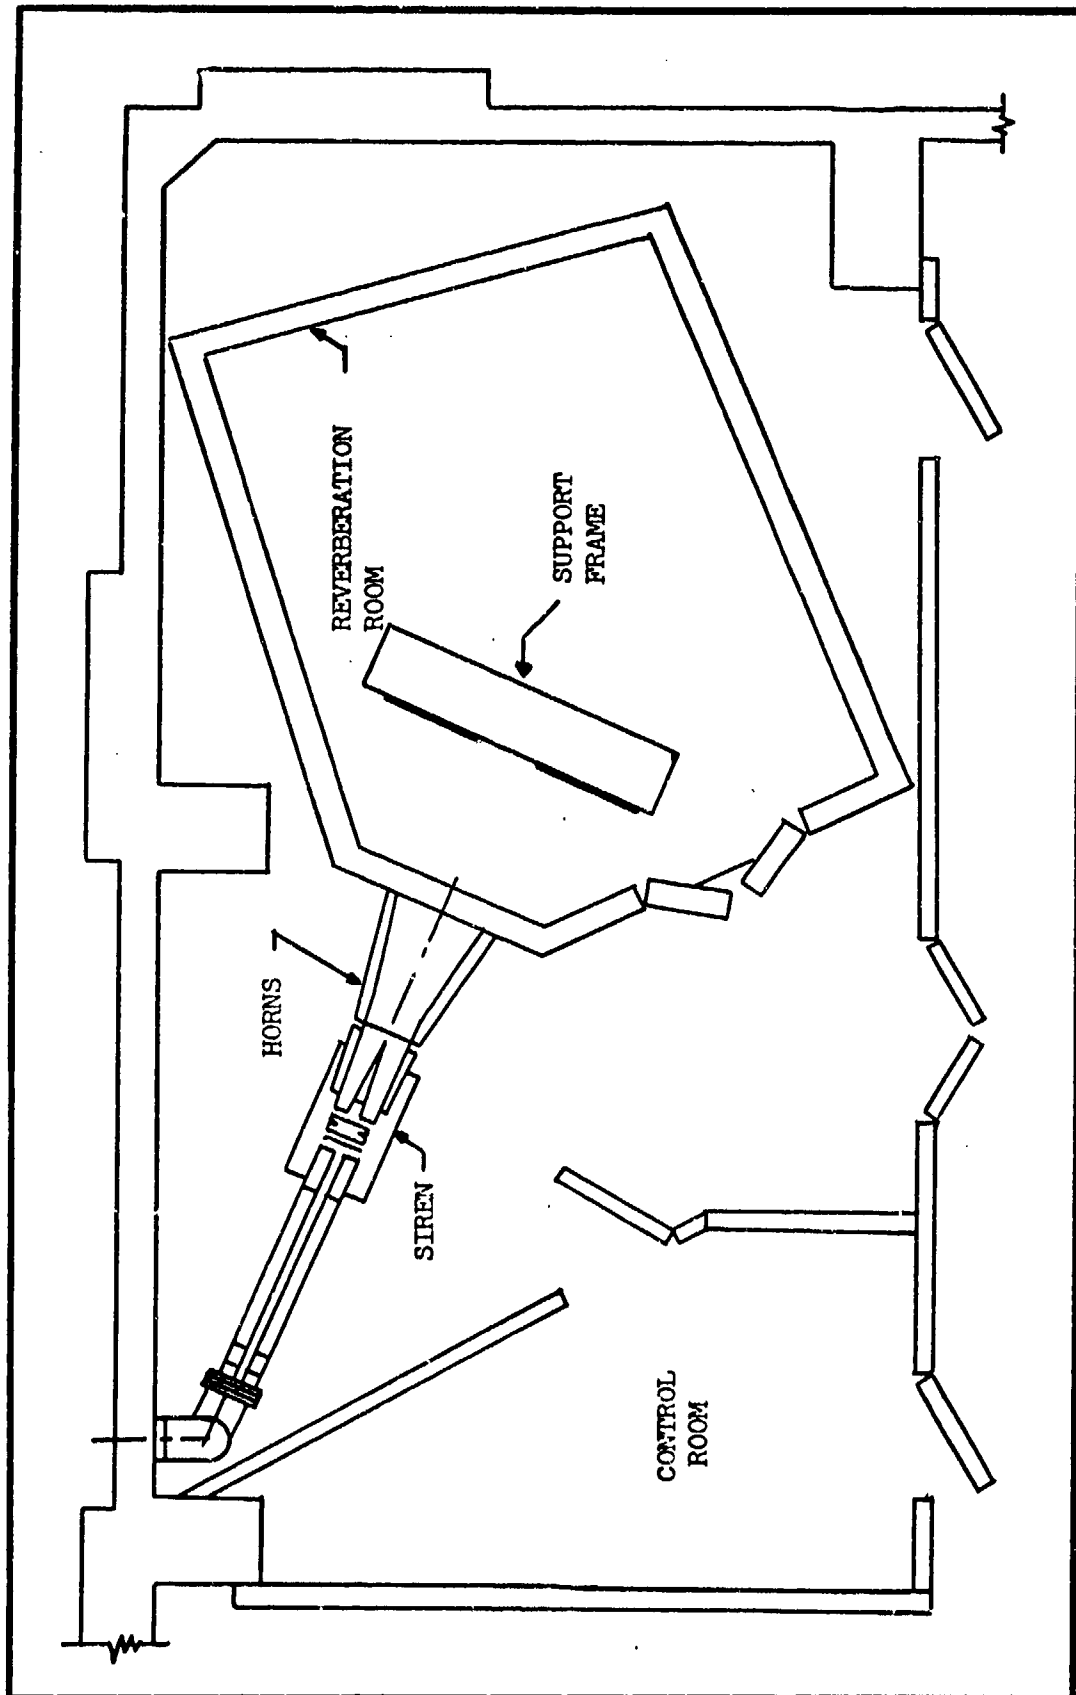 REVERBERATION
ROOM
SUPPORT
FRAME
HORNS
SIREN
CONTROL
ROOM